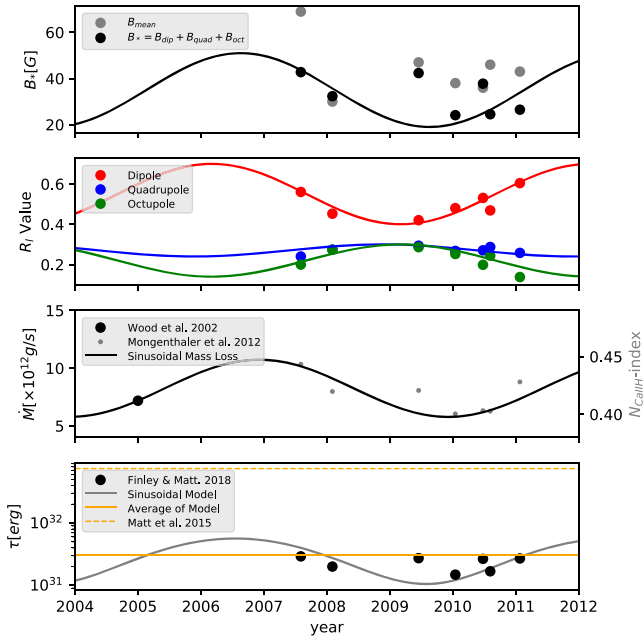 60
40
20
B*[G]
B_mean
B* = B_dip + B_quad + B_oct
0.6
0.4
0.2
R_l Value
Dipole
Quadrupole
Octupole
15
10
5
Ṁ[×10^12 g/s]
Wood et al. 2002
Mongenthaler et al. 2012
Sinusoidal Mass Loss
0.45
0.40
N_CaIIH-index
10^32
10^31
τ[erg]
Finley & Matt. 2018
Sinusoidal Model
Average of Model
Matt et al. 2015
2004 2005 2006 2007 2008 2009 2010 2011 2012
year